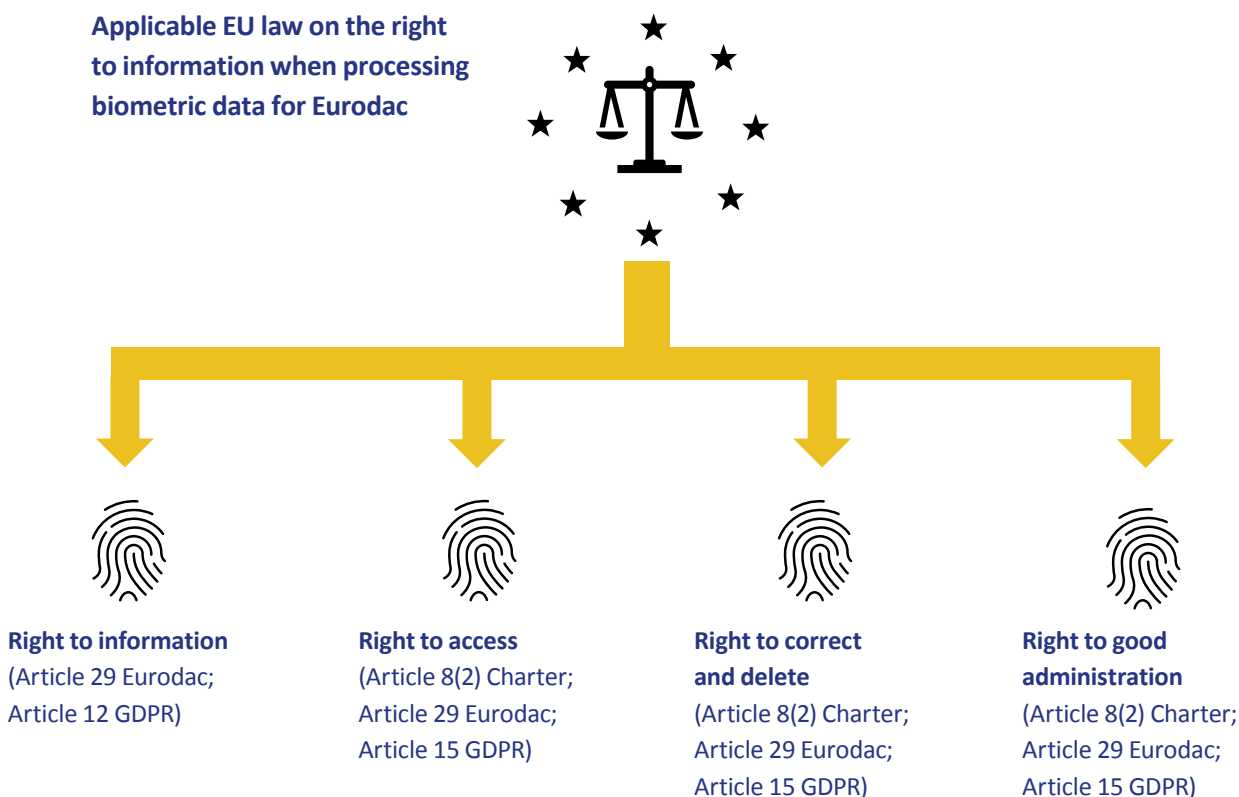 Applicable EU law on the right
to information when processing
biometric data for Eurodac
Right to information
(Article 29 Eurodac;
Article 12 GDPR)
Right to access
(Article 8(2) Charter;
Article 29 Eurodac;
Article 15 GDPR)
Right to correct
and delete
(Article 8(2) Charter;
Article 29 Eurodac;
Article 15 GDPR)
Right to good
administration
(Article 8(2) Charter;
Article 29 Eurodac;
Article 15 GDPR)